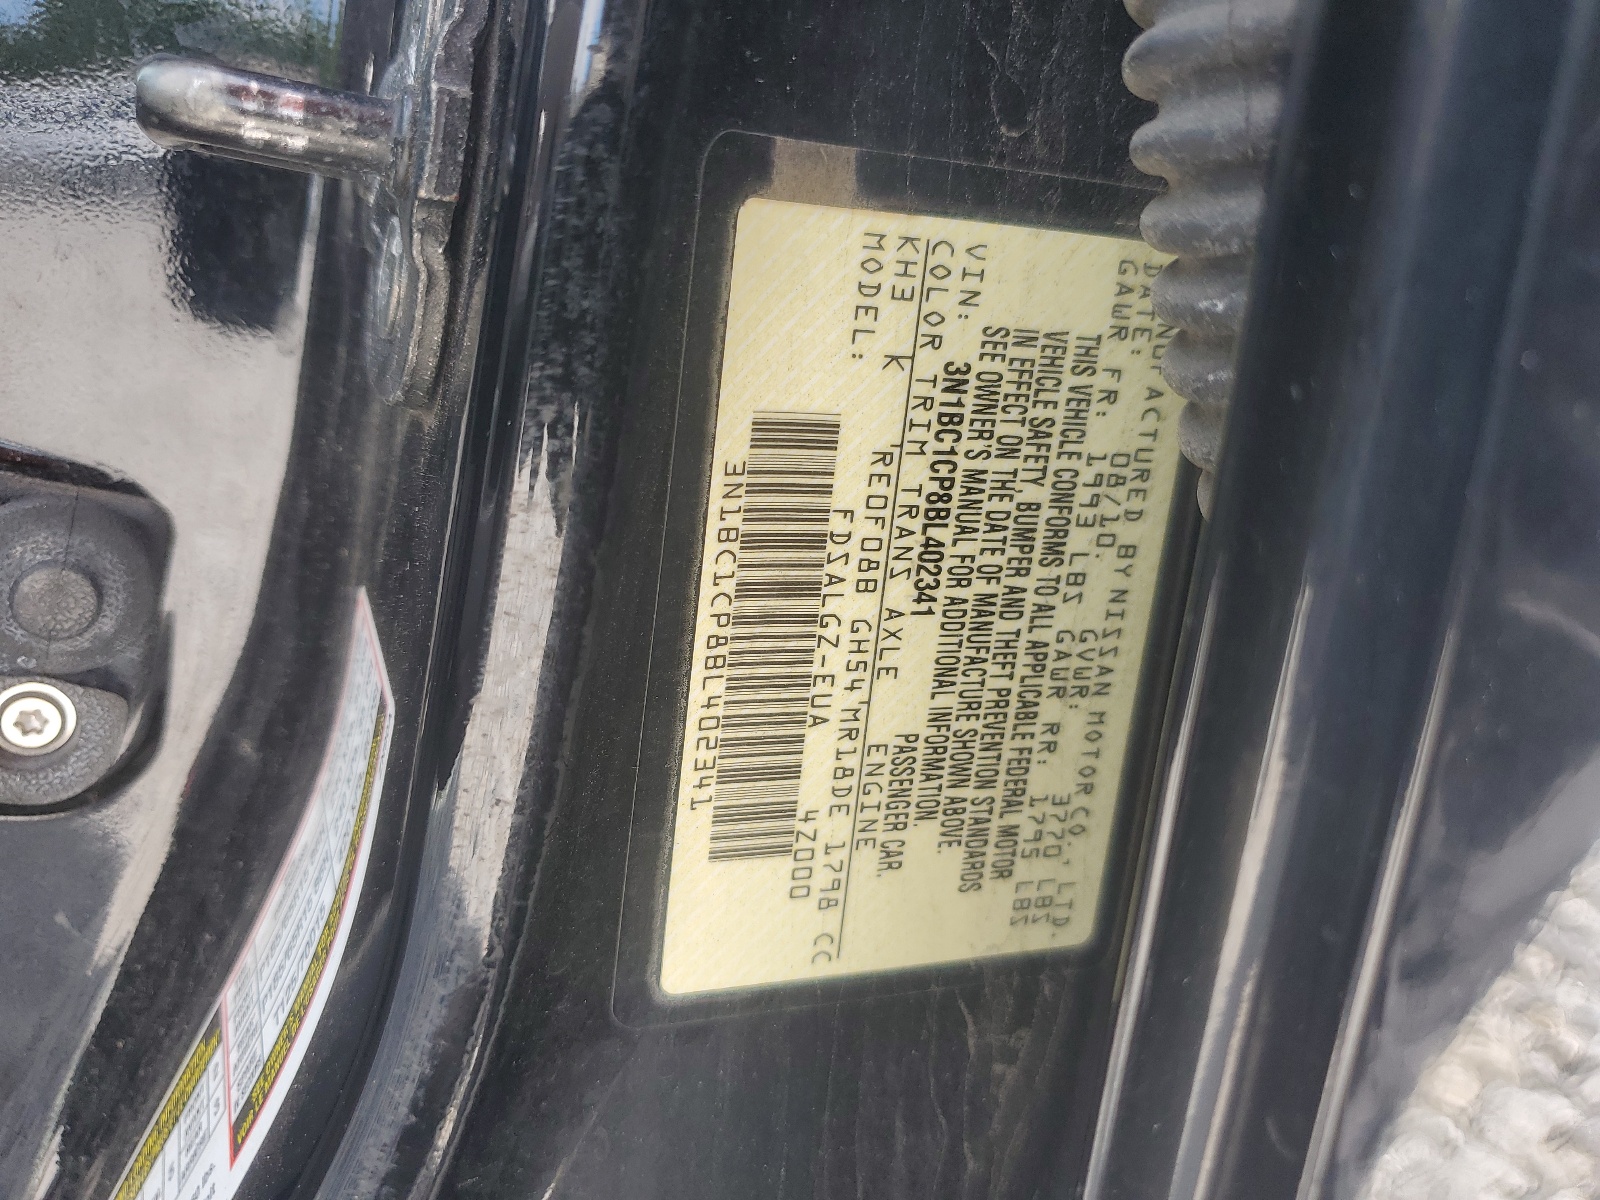 MANUFACTURED BY NISSAN MOTOR CO., LTD.
DATE: 08/10. GVWR: 3770 LBS
GAWR FR: 1993 LBS GAWR RR: 1795 LBS
THIS VEHICLE CONFORMS TO ALL APPLICABLE FEDERAL MOTOR
VEHICLE SAFETY, BUMPER AND THEFT PREVENTION STANDARDS
IN EFFECT ON THE DATE OF MANUFACTURE SHOWN ABOVE.
SEE OWNER'S MANUAL FOR ADDITIONAL INFORMATION.
VIN: 3N1BC1CP8BL402341 PASSENGER CAR.
COLOR TRIM TRANS AXLE ENGINE
KH3 K 'RE0F08B GH54'MR18DE 1798 CC
MODEL: FDSALGZ-EUA 4Z000
3N1BC1CP8BL402341